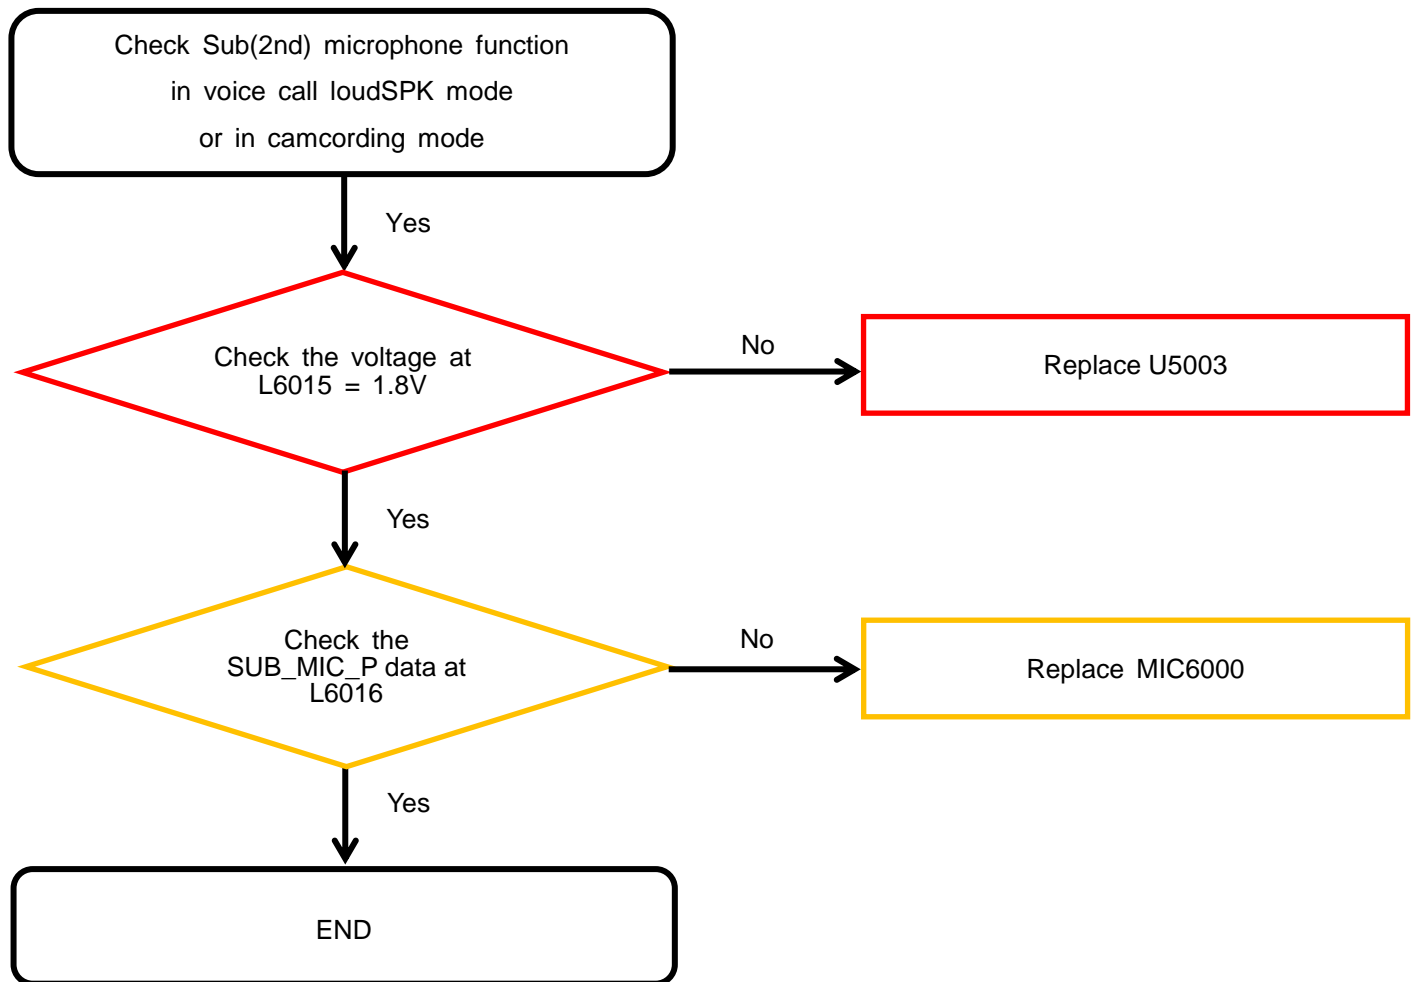 Check Sub(2nd) microphone function
in voice call loudSPK mode
or in camcording mode
Yes
Check the voltage at
L6015 = 1.8V
No
Replace U5003
Yes
Check the
SUB_MIC_P data at
L6016
No
Replace MIC6000
Yes
END